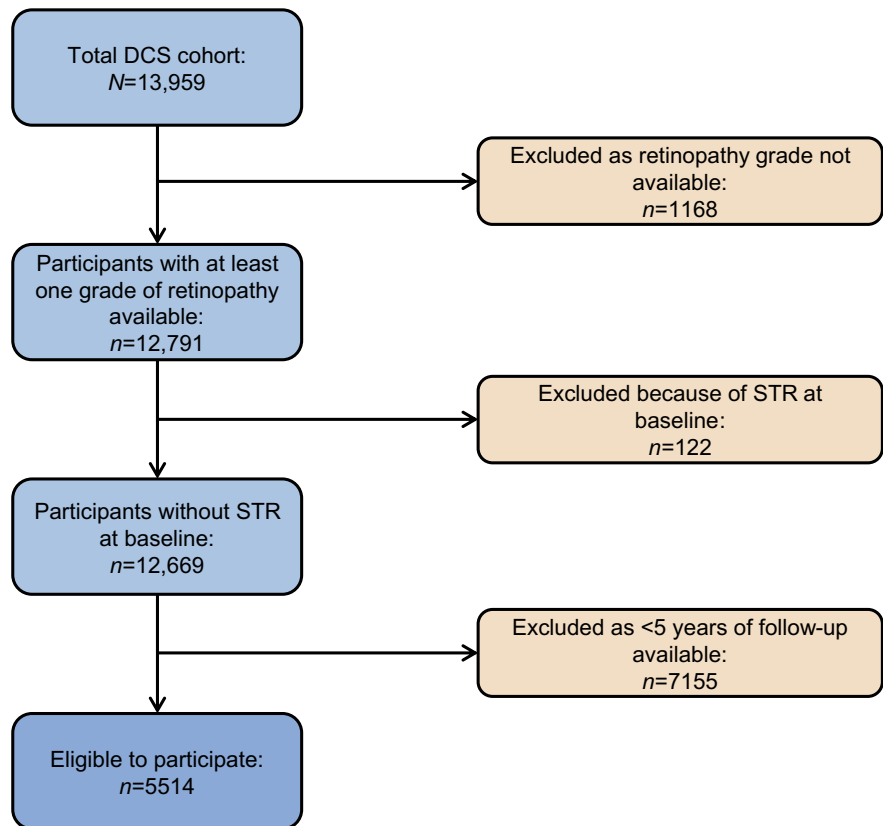 Total DCS cohort:
N=13,959
Excluded as retinopathy grade not
available:
n=1168
Participants with at least
one grade of retinopathy
available:
n=12,791
Excluded because of STR at
baseline:
n=122
Participants without STR
at baseline:
n=12,669
Excluded as <5 years of follow-up
available:
n=7155
Eligible to participate:
n=5514